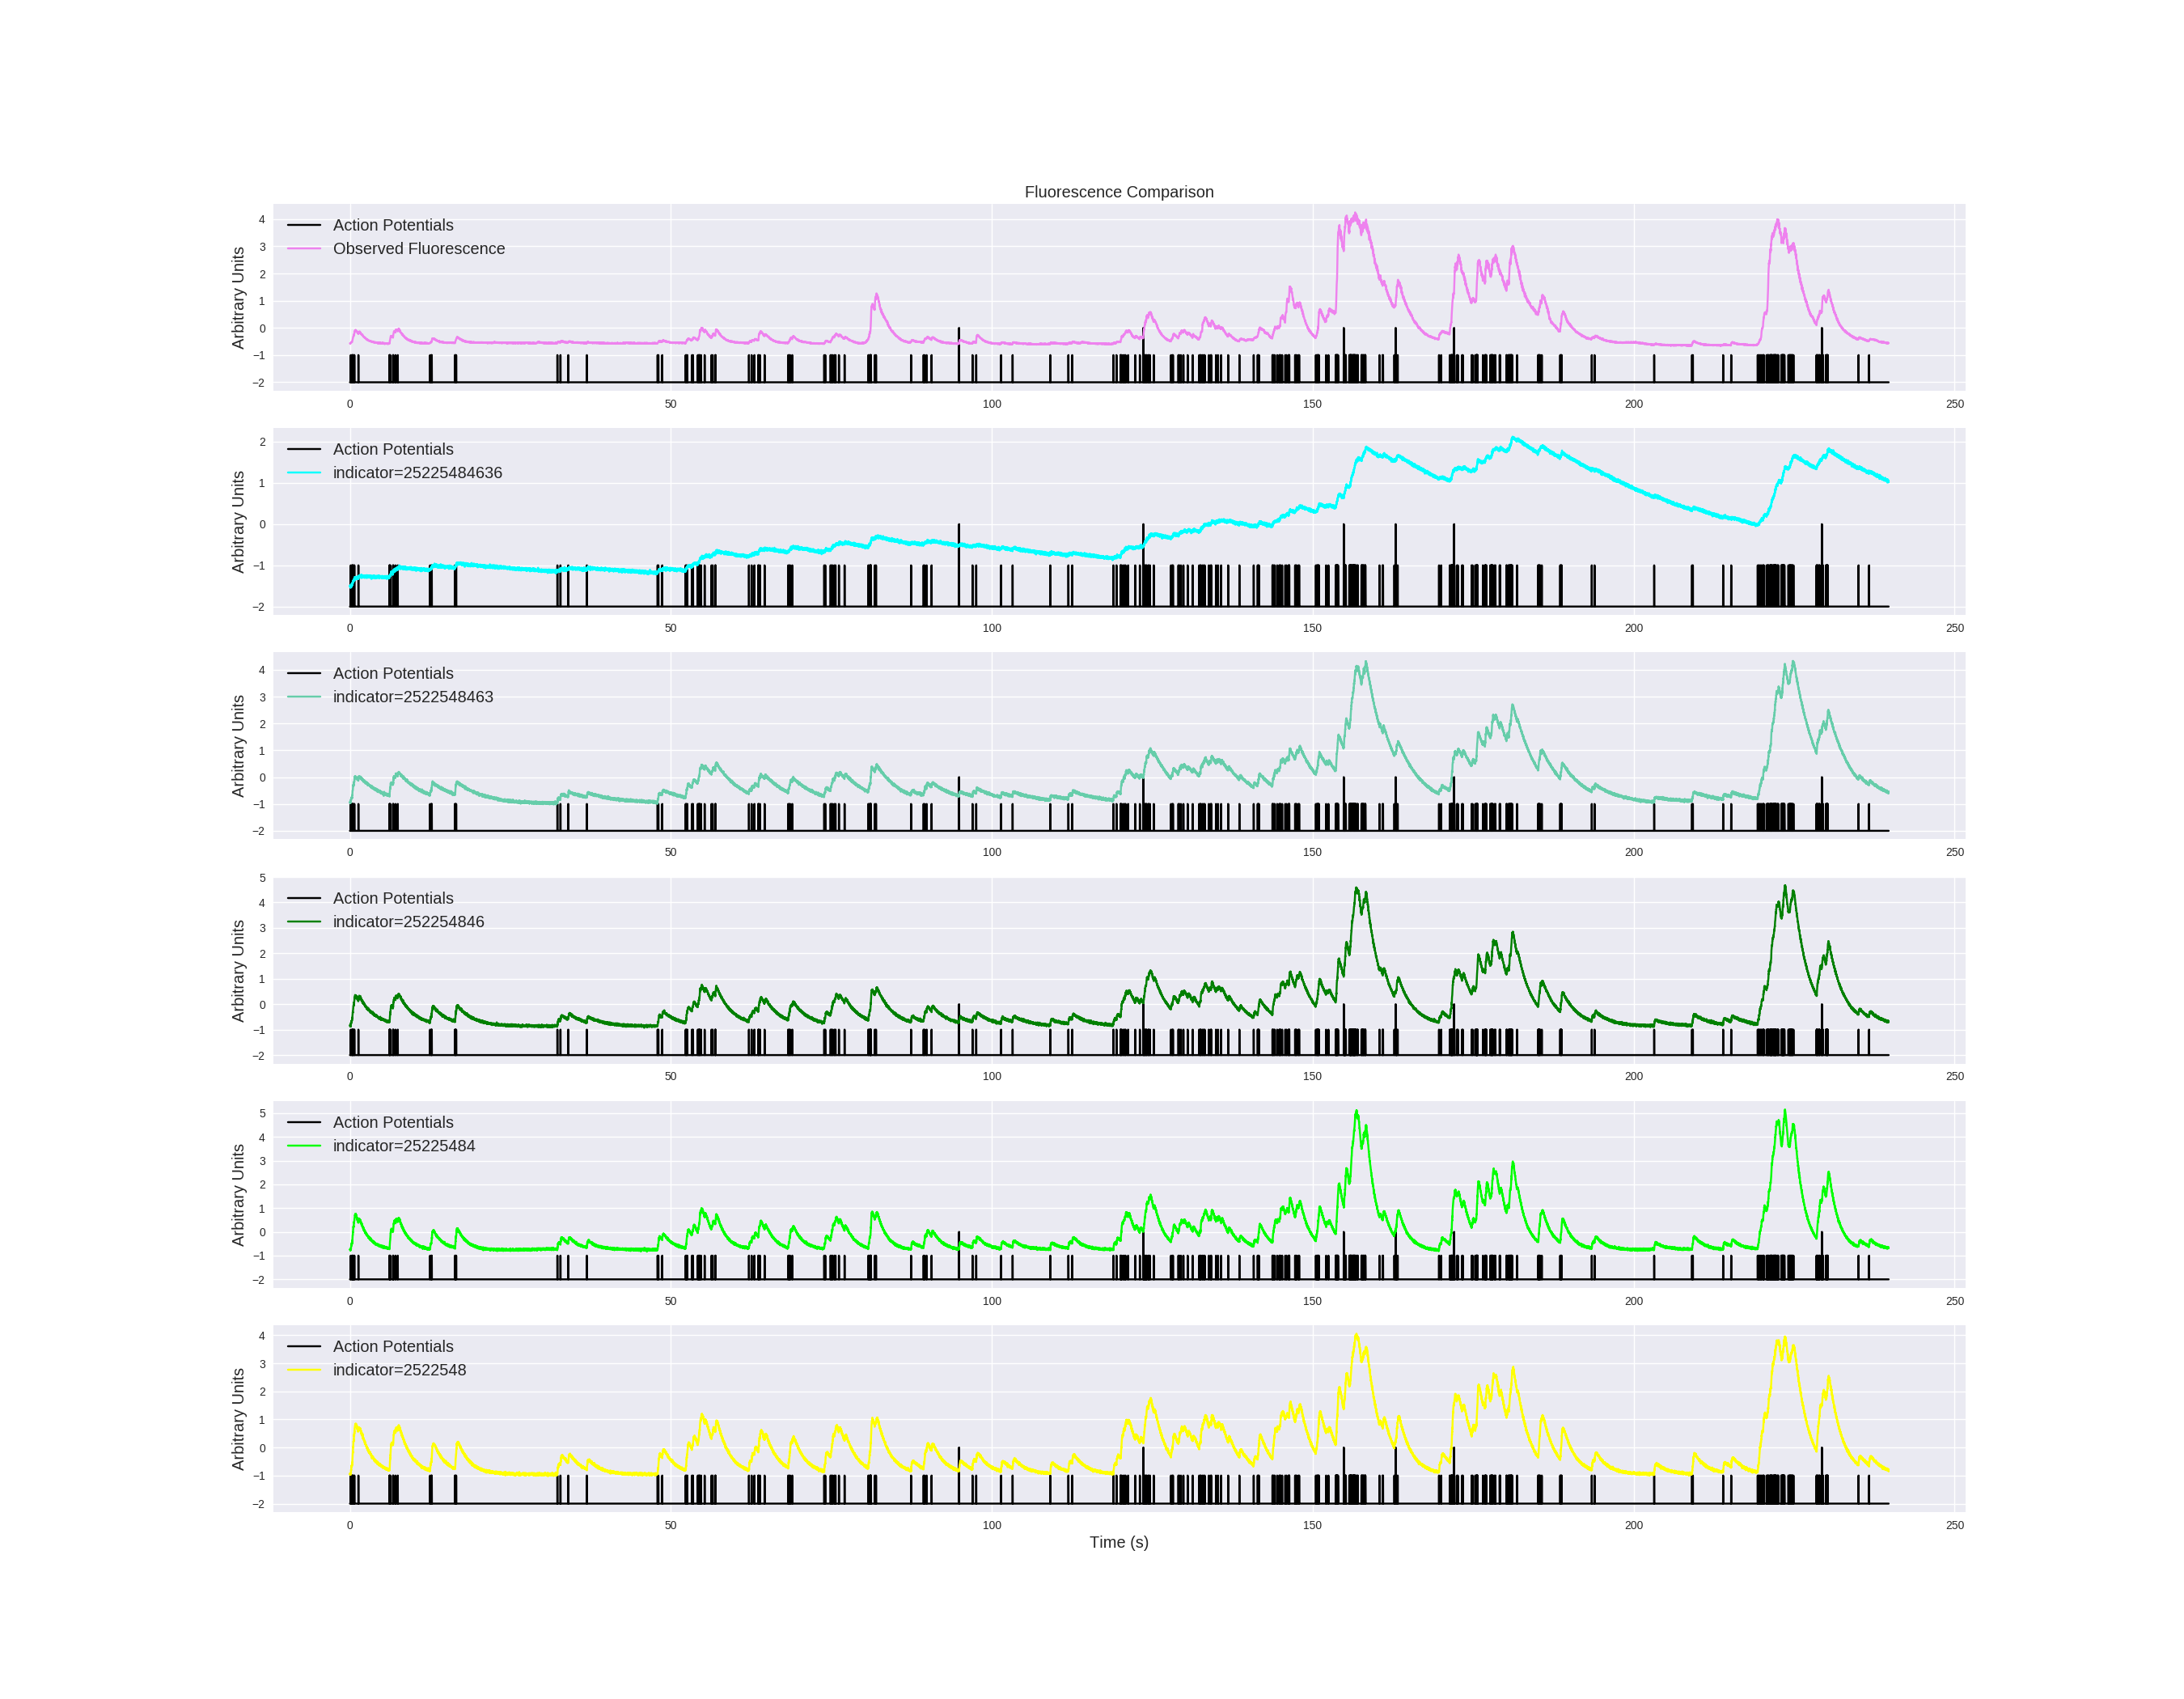 Fluorescence Comparison
Arbitrary Units
Action Potentials
Observed Fluorescence
4
3
2
1
0
−1
−2
0 50 100 150 200 250
Arbitrary Units
Action Potentials
indicator=25225484636
2
1
0
−1
−2
0 50 100 150 200 250
Arbitrary Units
Action Potentials
indicator=2522548463
4
3
2
1
0
−1
−2
0 50 100 150 200 250
Arbitrary Units
Action Potentials
indicator=252254846
5
4
3
2
1
0
−1
−2
0 50 100 150 200 250
Arbitrary Units
Action Potentials
indicator=25225484
5
4
3
2
1
0
−1
−2
0 50 100 150 200 250
Arbitrary Units
Action Potentials
indicator=2522548
4
3
2
1
0
−1
−2
0 50 100 150 200 250
Time (s)